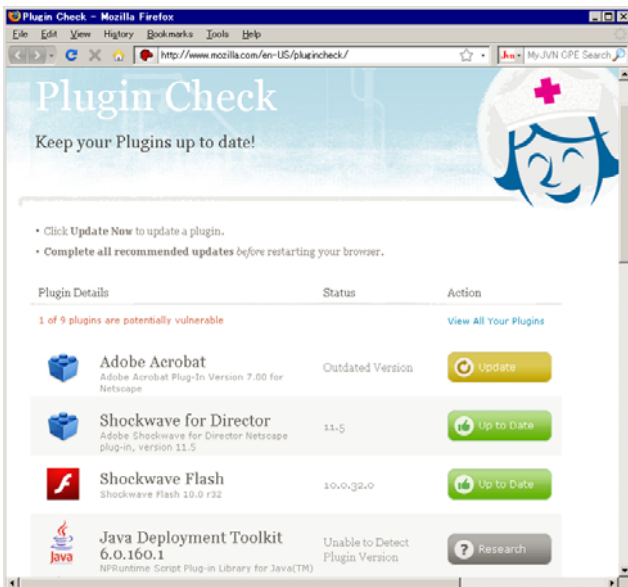 Plugin Check - Mozilla Firefox
File Edit View History Bookmarks Tools Help
http://www.mozilla.com/en-US/plugincheck/
MyJVN CPE Search
Plugin Check
Keep your Plugins up to date!
• Click Update Now to update a plugin.
• Complete all recommended updates before restarting your browser.
Plugin Details Status Action
1 of 9 plugins are potentially vulnerable View All Your Plugins
Adobe Acrobat
Adobe Acrobat Plug-In Version 7.00 for
Netscape
Outdated Version
Update
Shockwave for Director
Adobe Shockwave for Director Netscape
plug-in, version 11.5
11.5
Up to Date
Shockwave Flash
Shockwave Flash 10.0 r32
10.0.32.0
Up to Date
Java
Java Deployment Toolkit
6.0.160.1
NPRuntime Script Plug-in Library for Java(TM)
Unable to Detect
Plugin Version
? Research